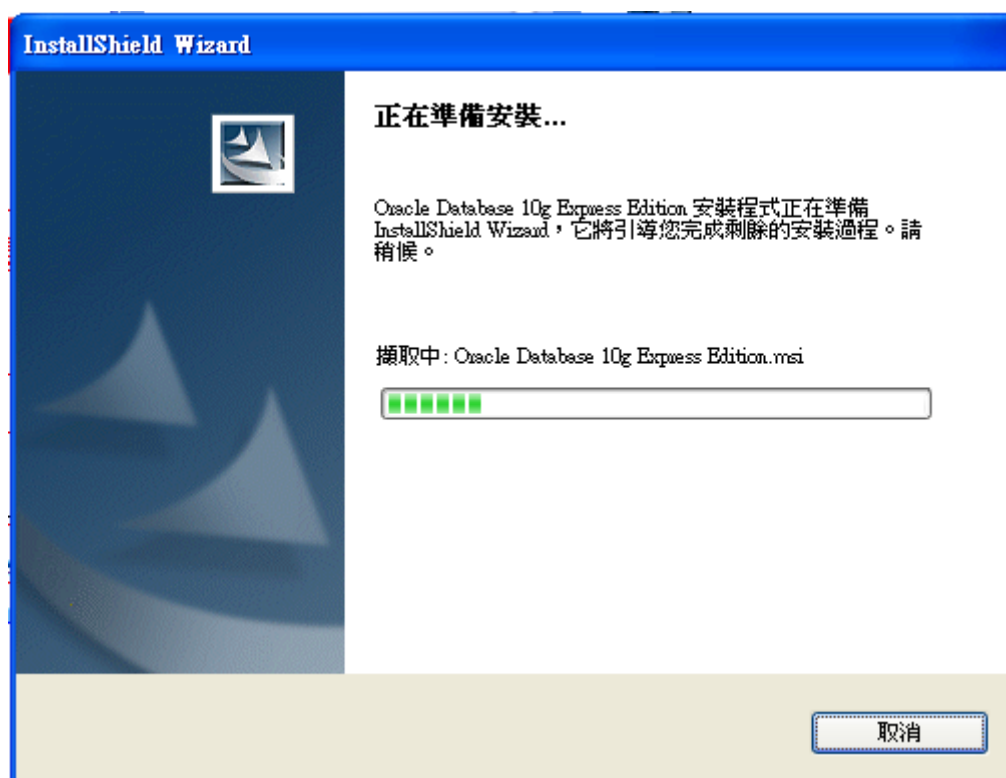 InstallShield Wizard
正在準備安裝...
Oracle Database 10g Express Edition 安裝程式正在準備
InstallShield Wizard，它將引導您完成剩餘的安裝過程。請
稍候。
擷取中: Oracle Database 10g Express Edition.msi
取消